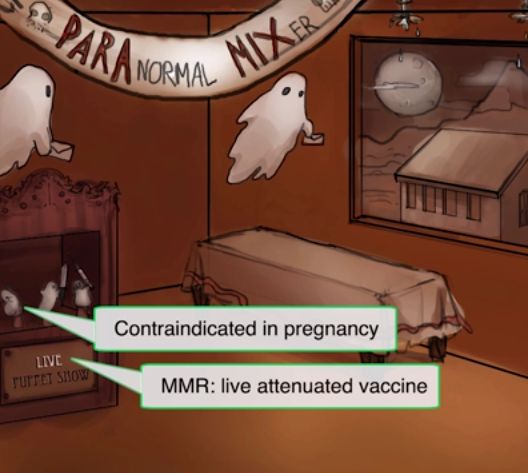 PARANORMAL MIXER
Contraindicated in pregnancy
LIVE
PUPPET SHOW
MMR: live attenuated vaccine